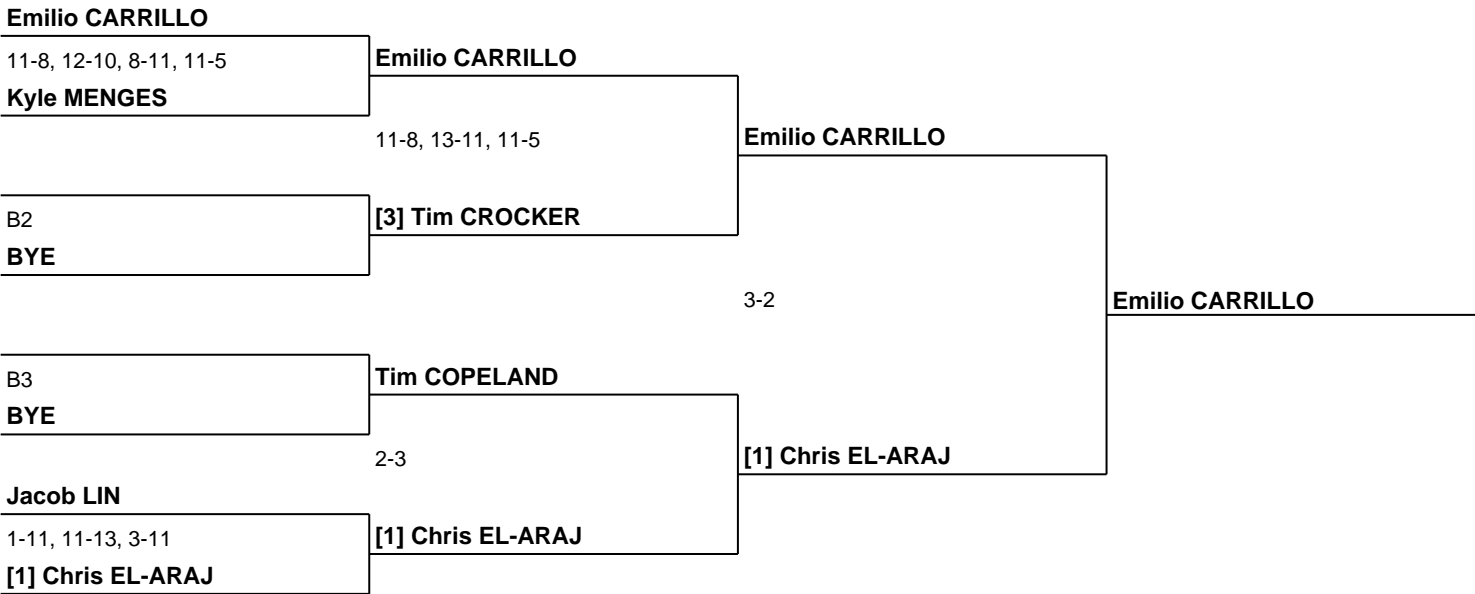 Emilio CARRILLO
11-8, 12-10, 8-11, 11-5
Emilio CARRILLO
Kyle MENGES
11-8, 13-11, 11-5
Emilio CARRILLO
B2
[3] Tim CROCKER
BYE
3-2
Emilio CARRILLO
B3
Tim COPELAND
BYE
2-3
[1] Chris EL-ARAJ
Jacob LIN
1-11, 11-13, 3-11
[1] Chris EL-ARAJ
[1] Chris EL-ARAJ